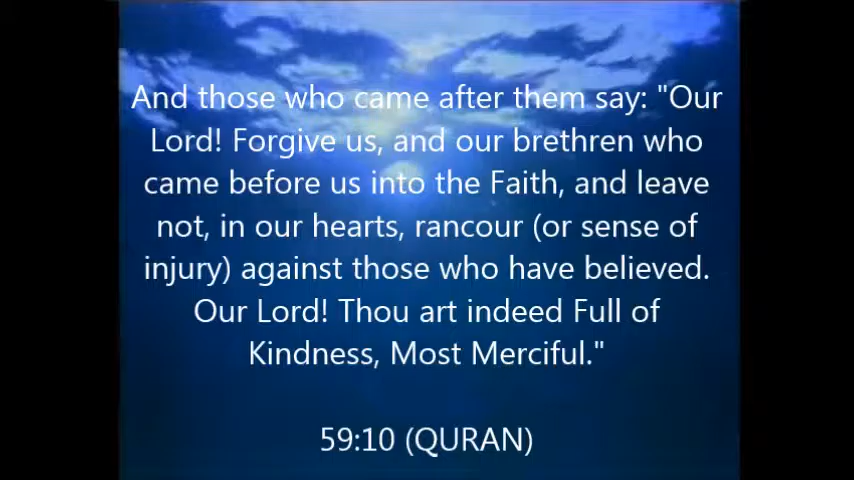 And those who came after them say: "Our
Lord! Forgive us, and our brethren who
came before us into the Faith, and leave
not, in our hearts, rancour (or sense of
injury) against those who have believed.
Our Lord! Thou art indeed Full of
Kindness, Most Merciful."
59:10 (QURAN)